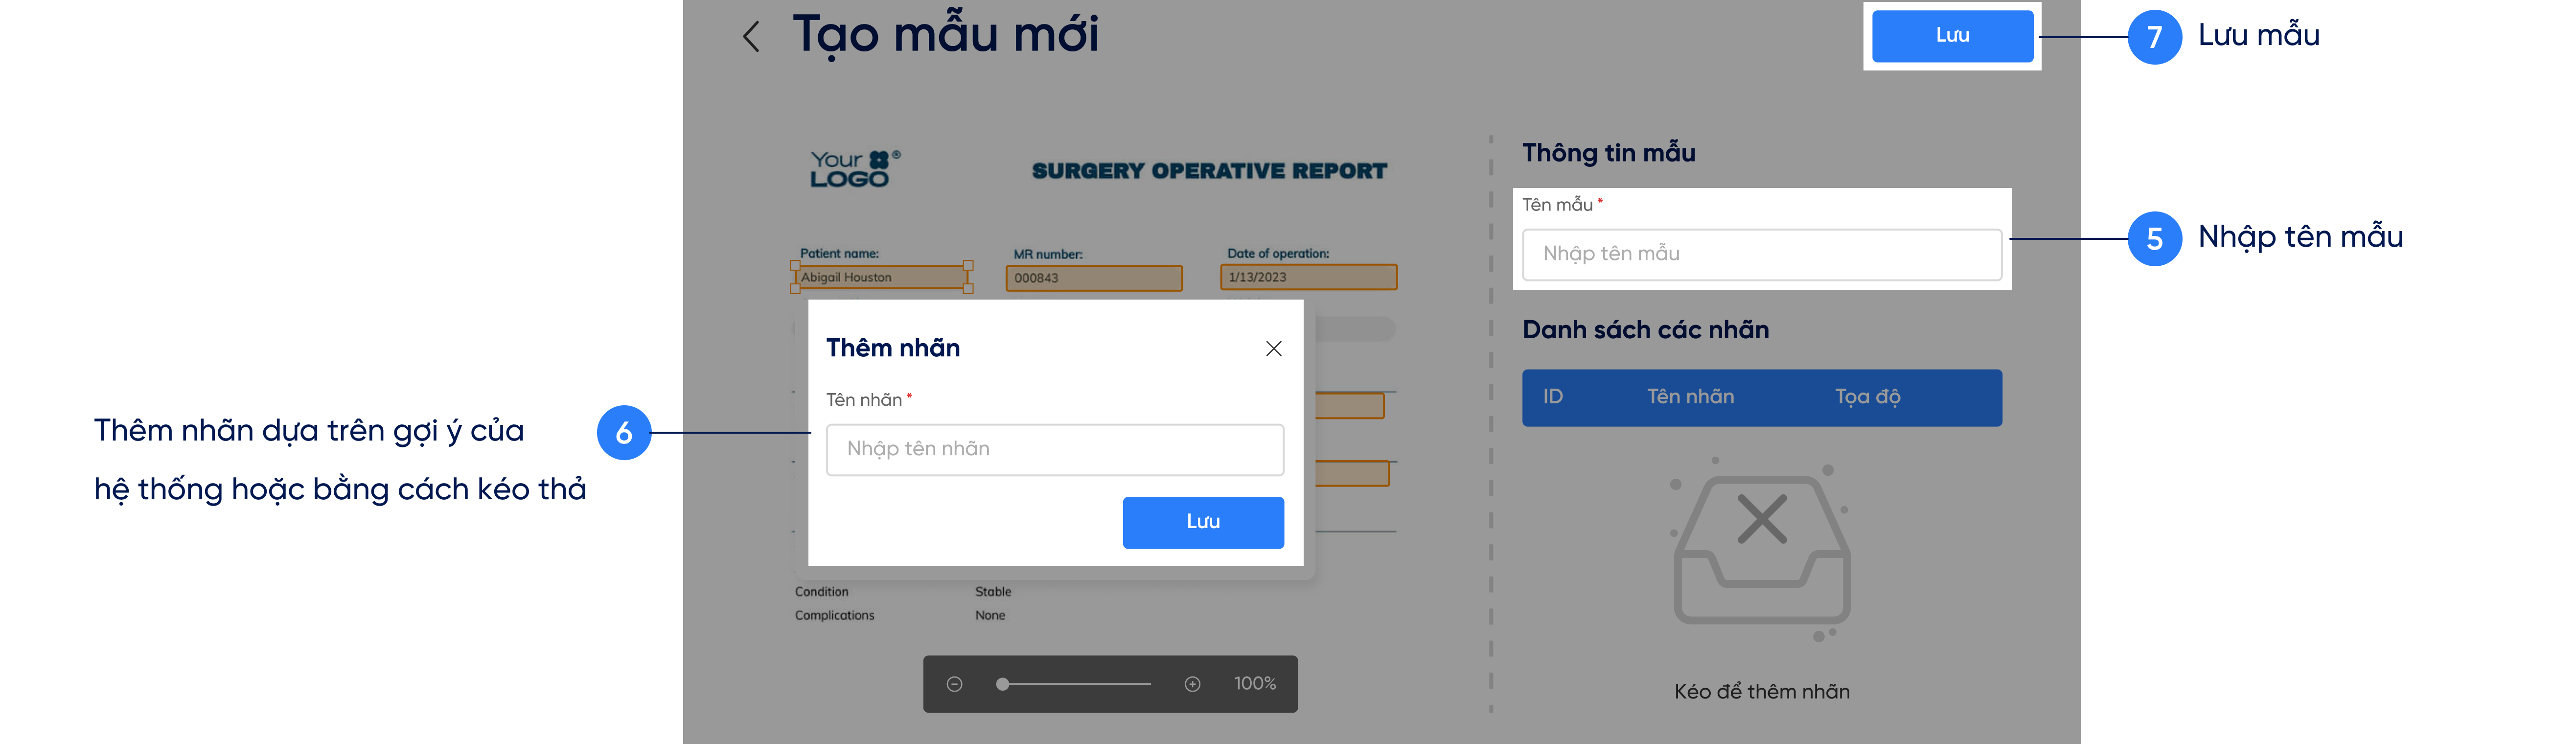 Tạo mẫu mới
Lưu
7 Lưu mẫu
Your
LOGO ®
SURGERY OPERATIVE REPORT
Thông tin mẫu
Tên mẫu *
Nhập tên mẫu
5 Nhập tên mẫu
Patient name: MR number: Date of operation:
Abigail Houston 000843 1/13/2023
Thêm nhãn
Tên nhãn *
Nhập tên nhãn
Lưu
Thêm nhãn dựa trên gợi ý của
hệ thống hoặc bằng cách kéo thả
6
Danh sách các nhãn
ID Tên nhãn Tọa độ
Condition Stable
Complications None
100%
Kéo để thêm nhãn